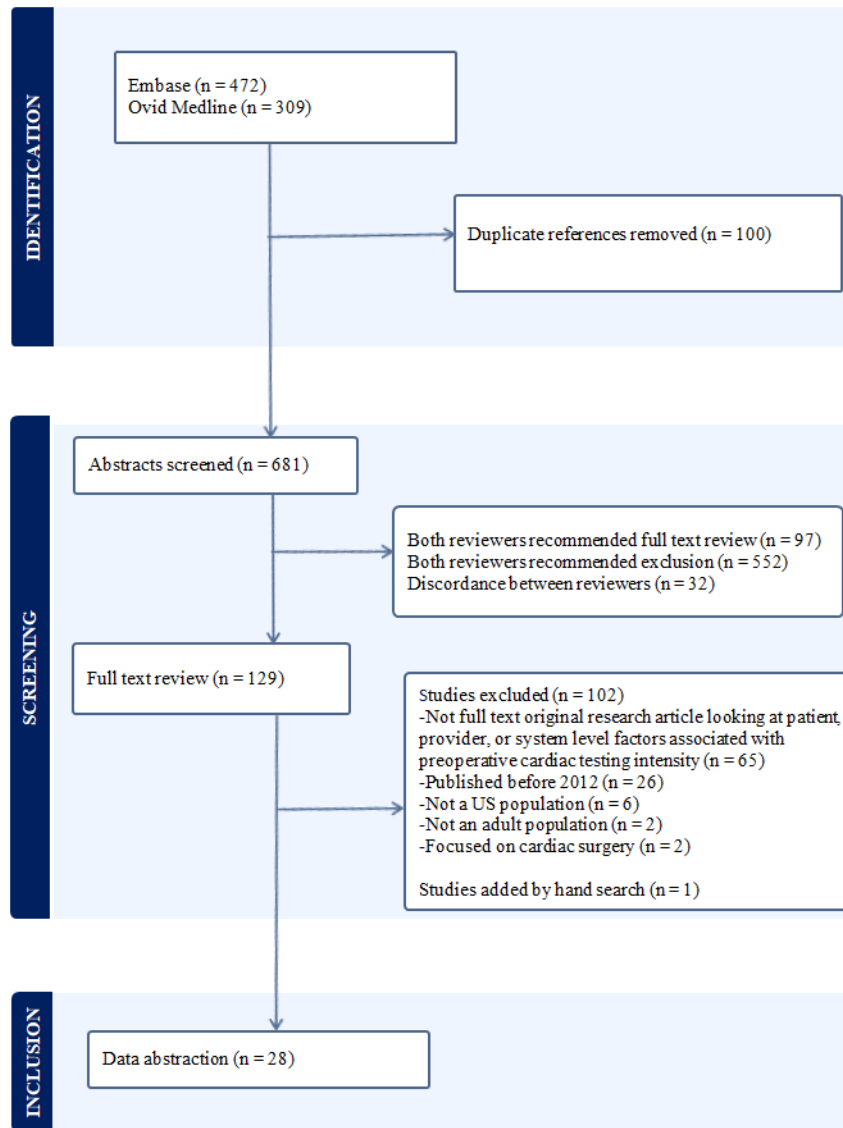 IDENTIFICATION
Embase (n = 472)
Ovid Medline (n = 309)
Duplicate references removed (n = 100)
SCREENING
Abstracts screened (n = 681)
Both reviewers recommended full text review (n = 97)
Both reviewers recommended exclusion (n = 552)
Discordance between reviewers (n = 32)
Full text review (n = 129)
Studies excluded (n = 102)
-Not full text original research article looking at patient,
provider, or system level factors associated with
preoperative cardiac testing intensity (n = 65)
-Published before 2012 (n = 26)
-Not a US population (n = 6)
-Not an adult population (n = 2)
-Focused on cardiac surgery (n = 2)
Studies added by hand search (n = 1)
INCLUSION
Data abstraction (n = 28)